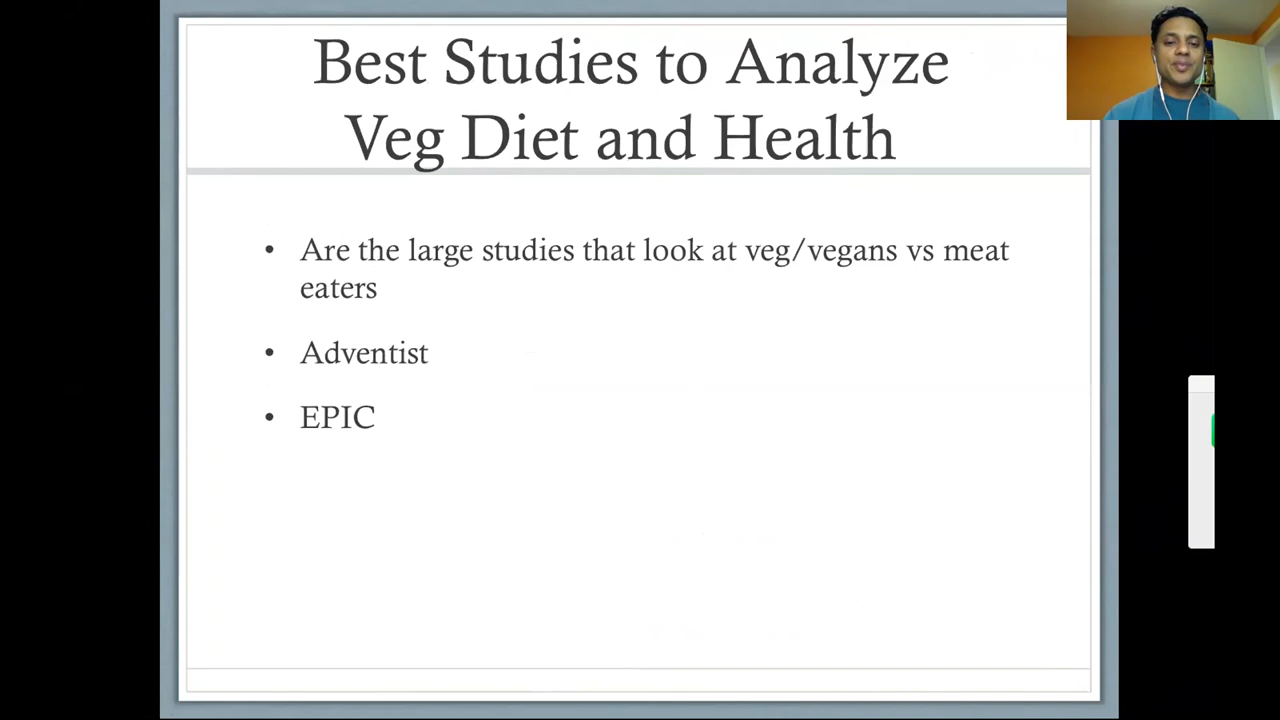 Best Studies to Analyze
Veg Diet and Health
• Are the large studies that look at veg/vegans vs meat
eaters
• Adventist
• EPIC